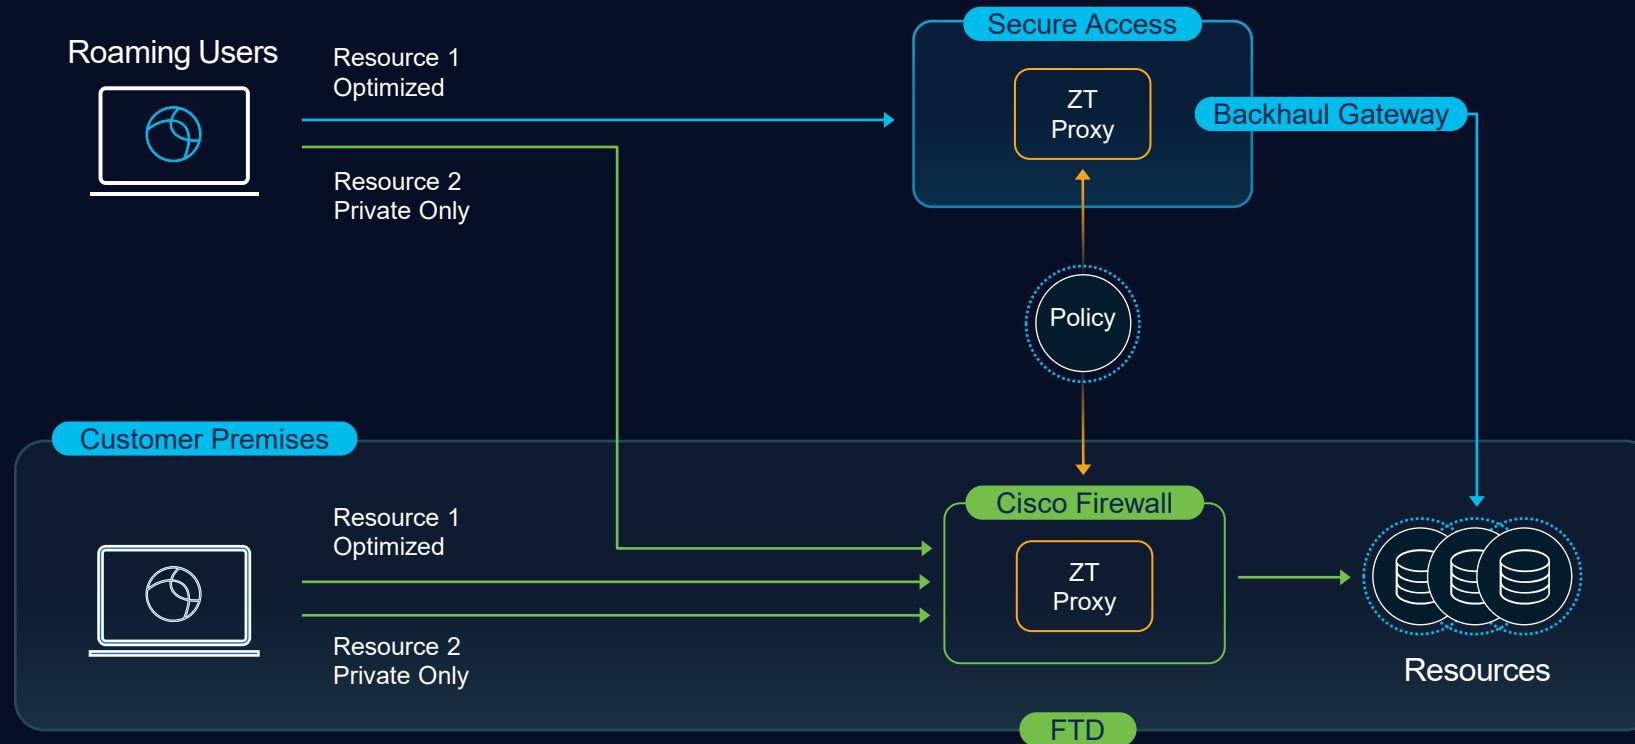 Secure Access
Roaming Users
Resource 1
Optimized
ZT
Proxy
Backhaul Gateway
Resource 2
Private Only
Policy
Customer Premises
Cisco Firewall
Resource 1
Optimized
ZT
Proxy
Resource 2
Private Only
Resources
FTD